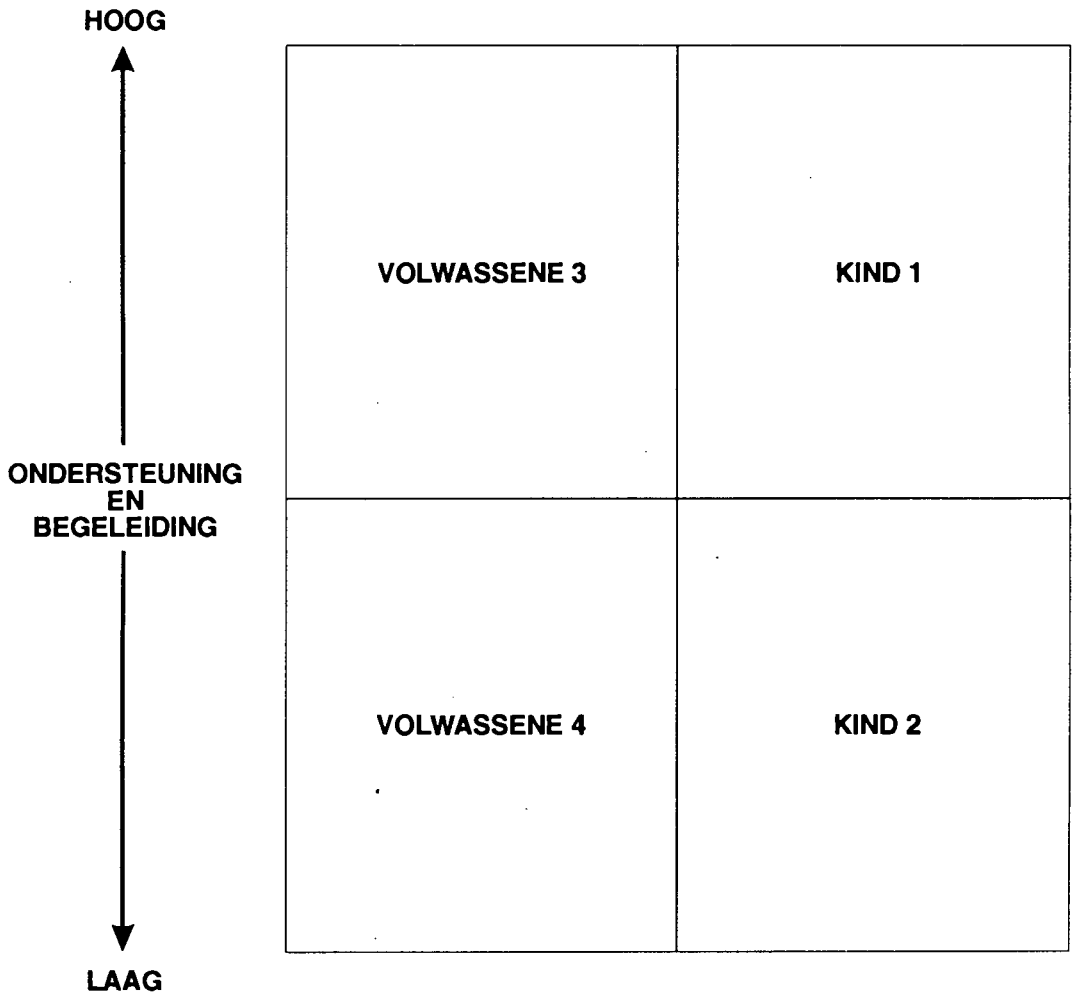 HOOG
VOLWASSENE 3
KIND 1
ONDERSTEUNING
EN
BEGELEIDING
VOLWASSENE 4
KIND 2
LAAG